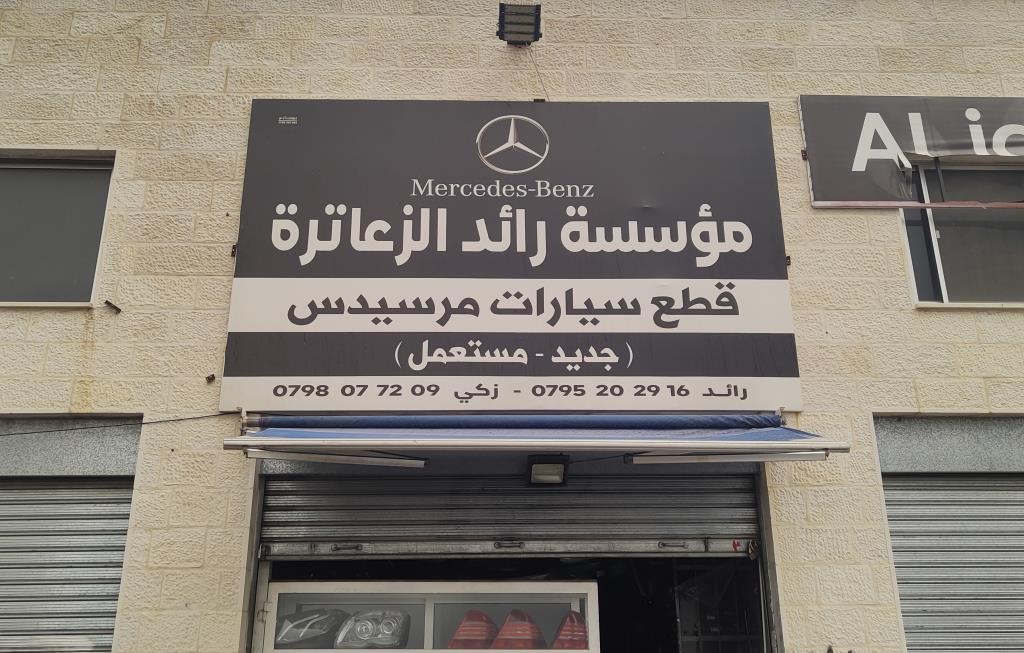 Mercedes-Benz
مؤسسة رائد الزعاترة
قطع سيارات مرسيدس
( جديد - مستعمل )
رائد 0795 20 29 16 - زكي 0798 07 72 09